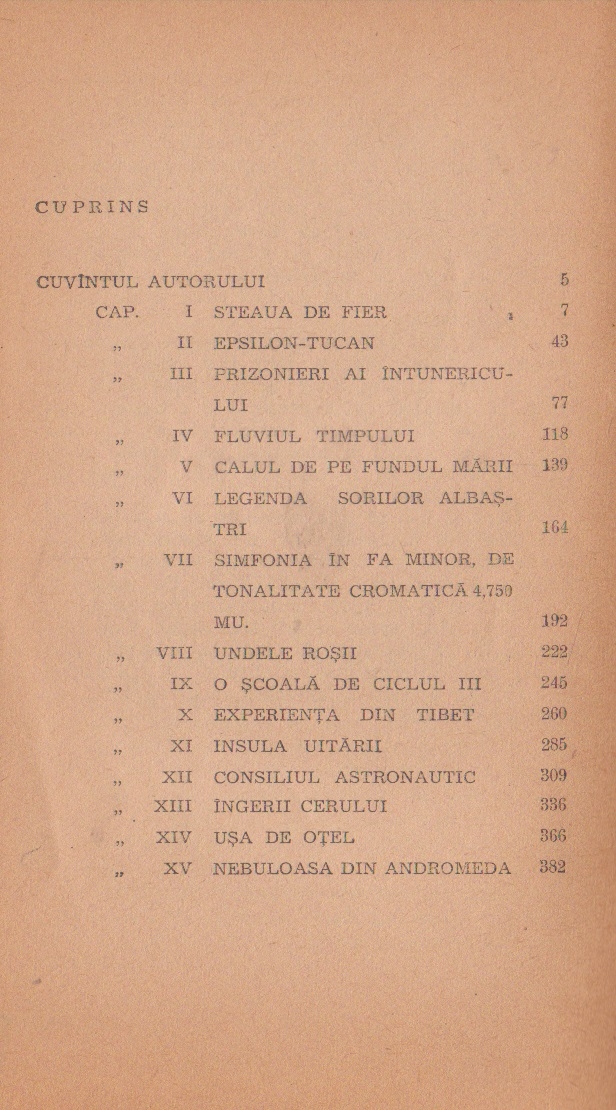 CUPRINS
CUVÎNTUL AUTORULUI 5
CAP. I STEAUA DE FIER 7
„ II EPSILON-TUCAN 43
„ III PRIZONIERI AI ÎNTUNERICU-
LUI 77
„ IV FLUVIUL TIMPULUI 118
„ V CALUL DE PE FUNDUL MĂRII 139
„ VI LEGENDA SORILOR ALBAȘ-
TRI 164
„ VII SIMFONIA ÎN FA MINOR, DE
TONALITATE CROMATICĂ 4,750
MU. 192
„ VIII UNDELE ROȘII 222
„ IX O ȘCOALĂ DE CICLUL III 245
„ X EXPERIENȚA DIN TIBET 260
„ XI INSULA UITĂRII 285
„ XII CONSILIUL ASTRONAUTIC 309
„ XIII ÎNGERII CERULUI 336
„ XIV UȘA DE OȚEL 366
„ XV NEBULOASA DIN ANDROMEDA 382